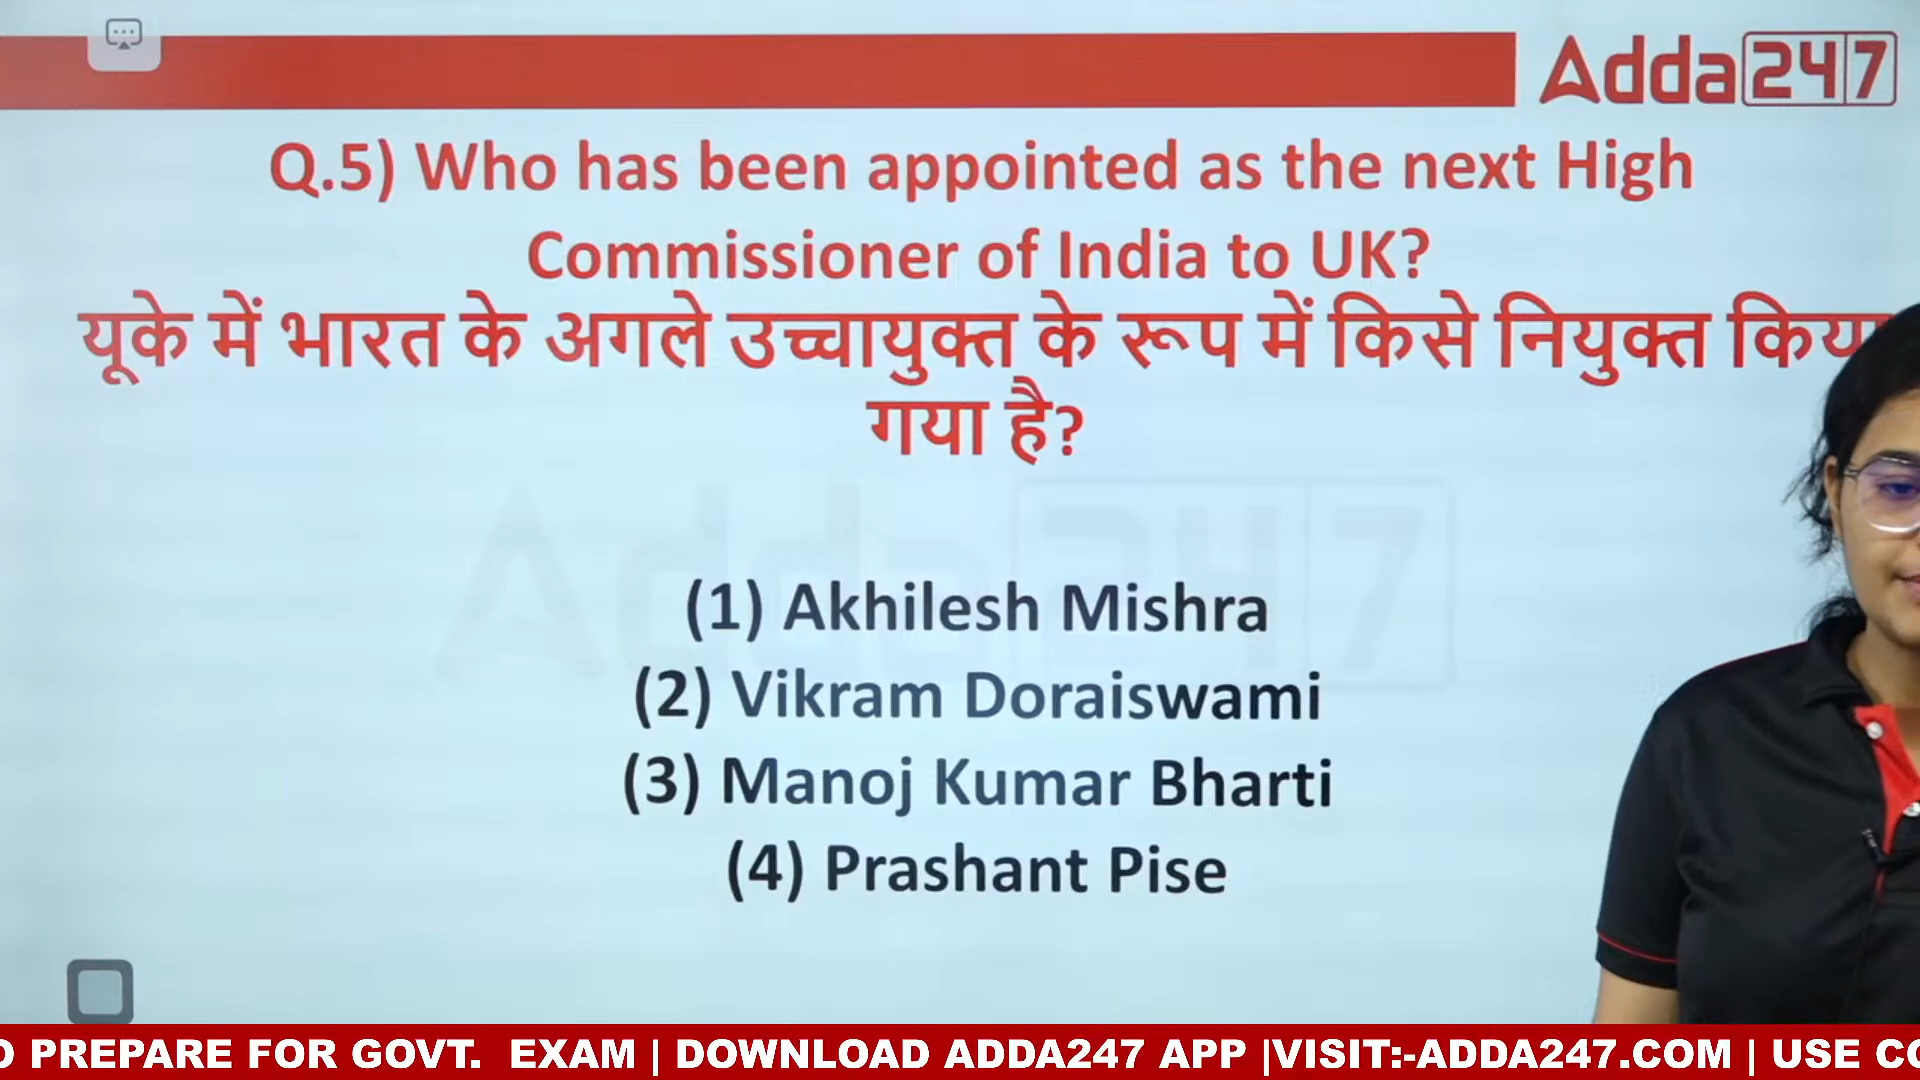 Adda247
Q.5) Who has been appointed as the next High
Commissioner of India to UK?
यूके में भारत के अगले उच्चायुक्त के रूप में किसे नियुक्त किया
गया है?
(1) Akhilesh Mishra
(2) Vikram Doraiswami
(3) Manoj Kumar Bharti
(4) Prashant Pise
PREPARE FOR GOVT. EXAM | DOWNLOAD ADDA247 APP |VISIT:-ADDA247.COM | USE